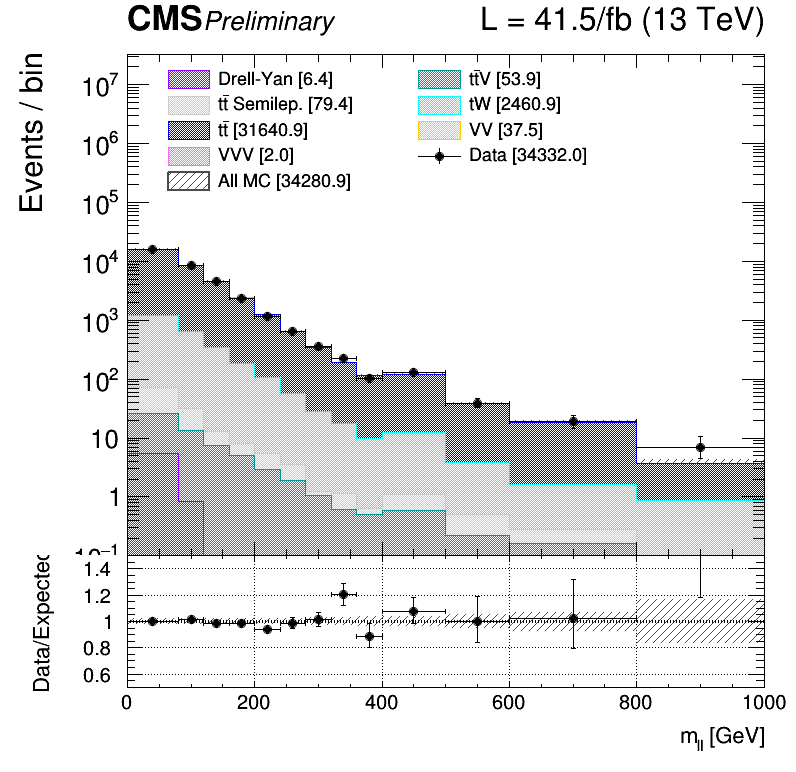 CMS Preliminary L = 41.5/fb (13 TeV)
Events / bin
Drell-Yan [6.4]
tt̄ Semilep. [79.4]
tt̄ [31640.9]
VVV [2.0]
All MC [34280.9]
tt̄V [53.9]
tW [2460.9]
VV [37.5]
Data [34332.0]
10⁷
10⁶
10⁵
10⁴
10³
10²
10
1
10⁻¹
Data/Expected
1.4
1.2
1
0.8
0.6
0 200 400 600 800 1000
m_ll [GeV]